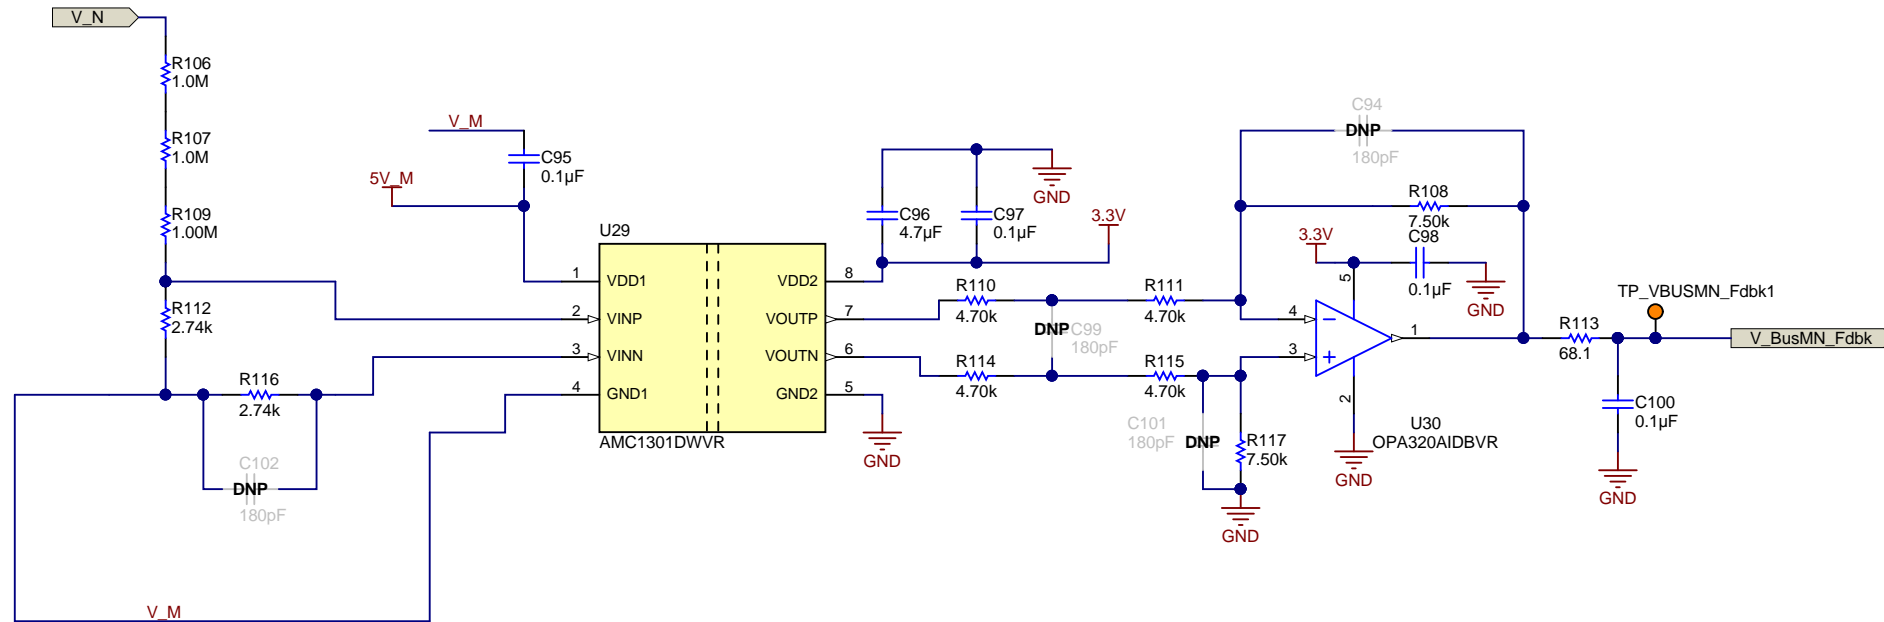 V_N
R106
1.0M
R107
1.0M
R109
1.00M
R112
2.74k
R116
2.74k
C102
DNP
180pF
V_M
V_M
C95
0.1µF
5V_M
U29
1
VDD1
2
VINP
3
VINN
4
GND1
VDD2
8
VOUTP
7
VOUTN
6
GND2
5
AMC1301DWVR
GND
C96
4.7µF
C97
0.1µF
GND
3.3V
R110
4.70k
R111
4.70k
DNP
C99
180pF
R114
4.70k
R115
4.70k
C101
180pF
DNP
R117
7.50k
GND
C94
DNP
180pF
R108
7.50k
C98
0.1µF
3.3V
GND
5
4
3
1
2
U30
OPA320AIDBVR
GND
R113
68.1
TP_VBUSMN_Fdbk1
V_BusMN_Fdbk
C100
0.1µF
GND